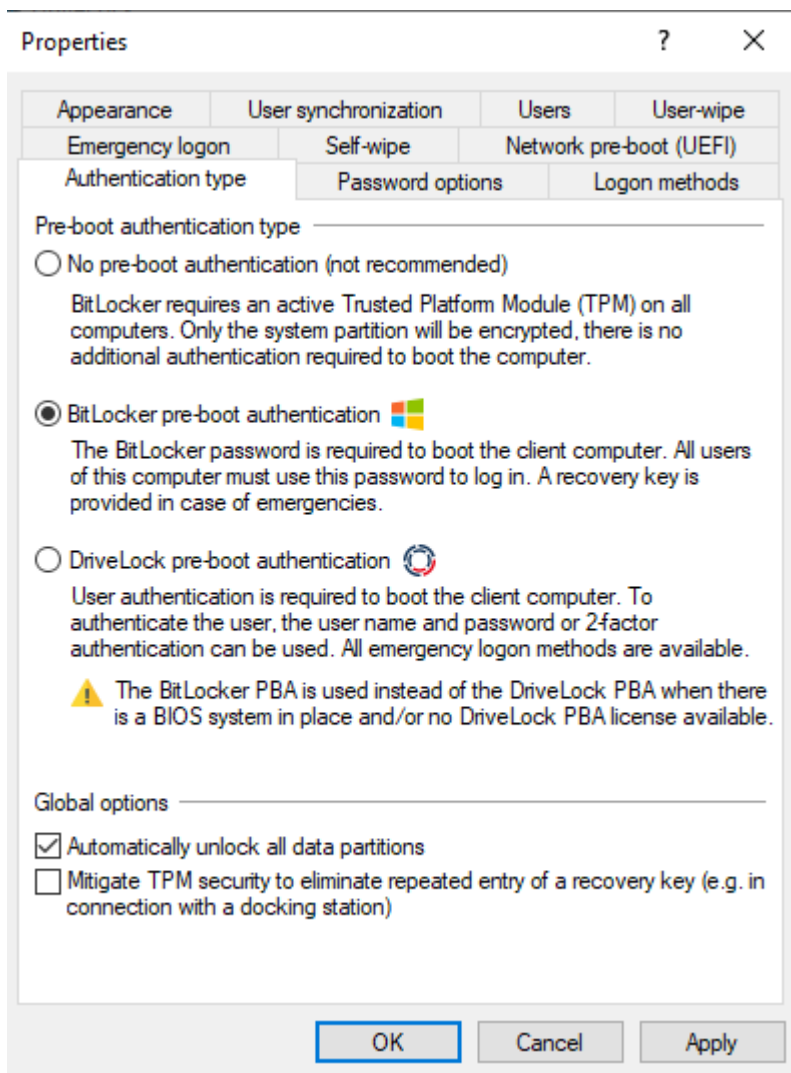 Properties
?
Appearance
User synchronization
Users
User-wipe
Emergency logon
Self-wipe
Network pre-boot (UEFI)
Authentication type
Password options
Logon methods
Pre-boot authentication type
No pre-boot authentication (not recommended)
BitLocker requires an active Trusted Platform Module (TPM) on all
computers. Only the system partition will be encrypted, there is no
additional authentication required to boot the computer.
BitLocker pre-boot authentication
The BitLocker password is required to boot the client computer. All users
of this computer must use this password to log in. A recovery key is
provided in case of emergencies.
DriveLock pre-boot authentication
User authentication is required to boot the client computer. To
authenticate the user, the user name and password or 2-factor
authentication can be used. All emergency logon methods are available.
The BitLocker PBA is used instead of the DriveLock PBA when there
is a BIOS system in place and/or no DriveLock PBA license available.
Global options
Automatically unlock all data partitions
Mitigate TPM security to eliminate repeated entry of a recovery key (e.g. in
connection with a docking station)
OK
Cancel
Apply